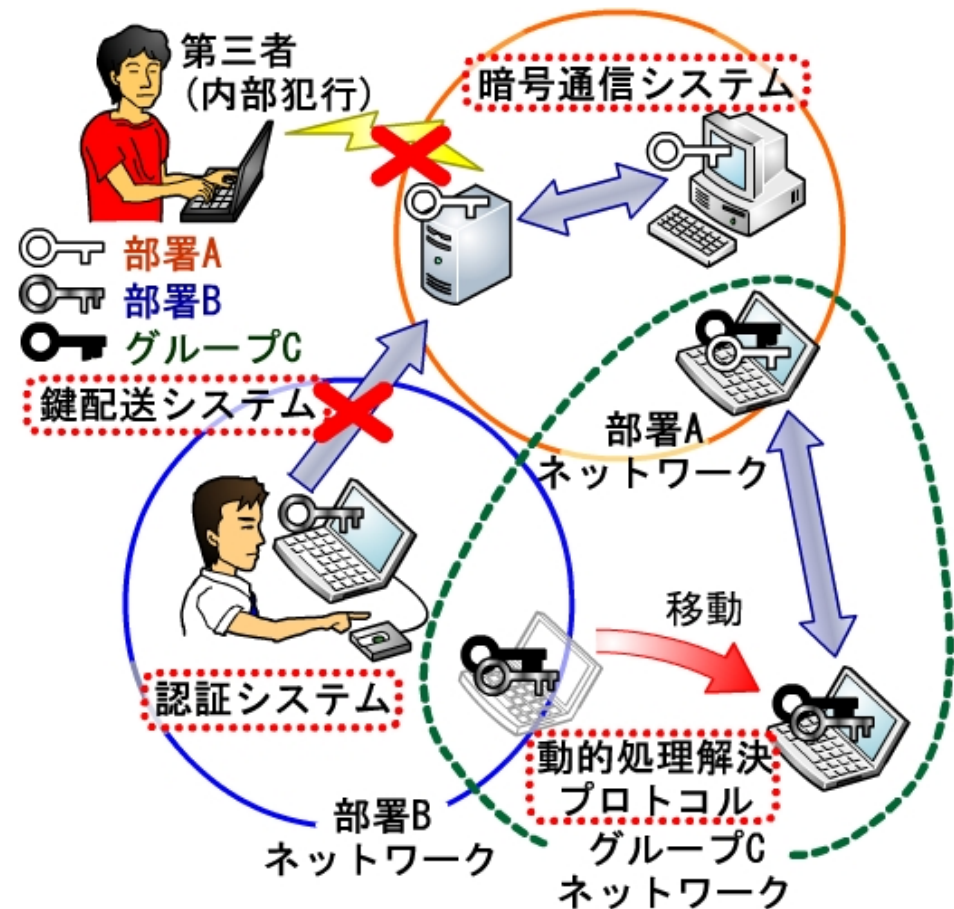 第三者
(内部犯行)
暗号通信システム
部署A
部署B
グループC
鍵配送システム
部署A
ネットワーク
移動
認証システム
動的処理解決
プロトコル
部署B
ネットワーク
グループC
ネットワーク